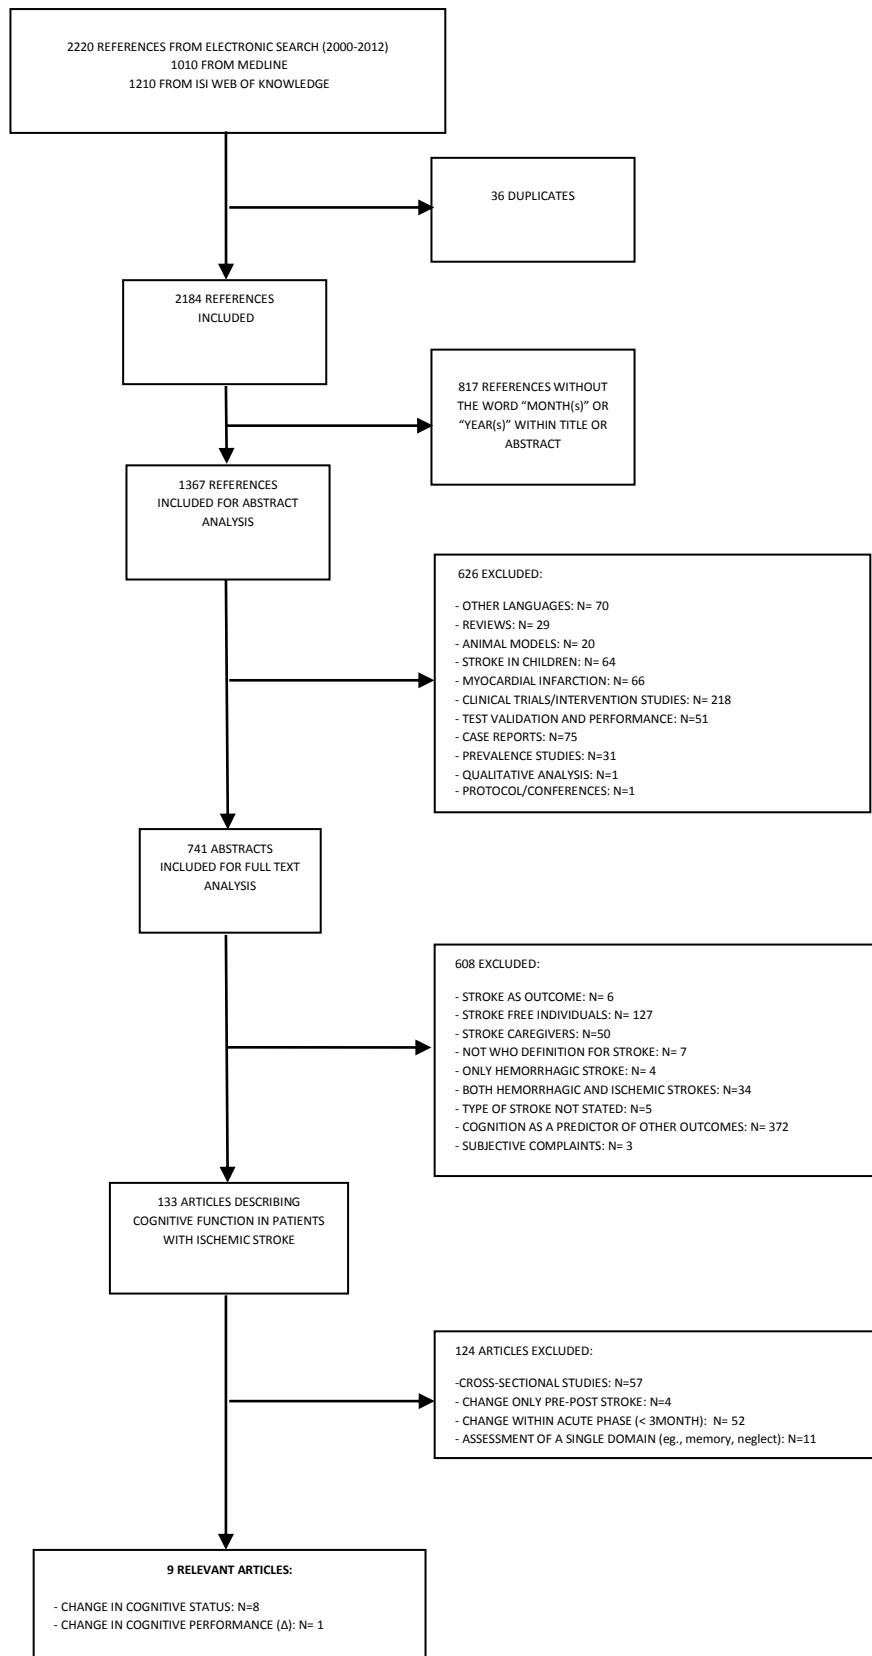 2220 REFERENCES FROM ELECTRONIC SEARCH (2000-2012)
1010 FROM MEDLINE
1210 FROM ISI WEB OF KNOWLEDGE
36 DUPLICATES
2184 REFERENCES
INCLUDED
817 REFERENCES WITHOUT
THE WORD “MONTH(s)” OR
“YEAR(s)” WITHIN TITLE OR
ABSTRACT
1367 REFERENCES
INCLUDED FOR ABSTRACT
ANALYSIS
626 EXCLUDED:
- OTHER LANGUAGES: N= 70
- REVIEWS: N= 29
- ANIMAL MODELS: N= 20
- STROKE IN CHILDREN: N= 64
- MYOCARDIAL INFARCTION: N= 66
- CLINICAL TRIALS/INTERVENTION STUDIES: N= 218
- TEST VALIDATION AND PERFORMANCE: N=51
- CASE REPORTS: N=75
- PREVALENCE STUDIES: N=31
- QUALITATIVE ANALYSIS: N=1
- PROTOCOL/CONFERENCES: N=1
741 ABSTRACTS
INCLUDED FOR FULL TEXT
ANALYSIS
608 EXCLUDED:
- STROKE AS OUTCOME: N= 6
- STROKE FREE INDIVIDUALS: N= 127
- STROKE CAREGIVERS: N=50
- NOT WHO DEFINITION FOR STROKE: N= 7
- ONLY HEMORRHAGIC STROKE: N= 4
- BOTH HEMORRHAGIC AND ISCHEMIC STROKES: N=34
- TYPE OF STROKE NOT STATED: N=5
- COGNITION AS A PREDICTOR OF OTHER OUTCOMES: N= 372
- SUBJECTIVE COMPLAINTS: N= 3
133 ARTICLES DESCRIBING
COGNITIVE FUNCTION IN PATIENTS
WITH ISCHEMIC STROKE
124 ARTICLES EXCLUDED:
-CROSS-SECTIONAL STUDIES: N=57
- CHANGE ONLY PRE-POST STROKE: N=4
- CHANGE WITHIN ACUTE PHASE (< 3MONTH): N= 52
- ASSESSMENT OF A SINGLE DOMAIN (eg., memory, neglect): N=11
9 RELEVANT ARTICLES:
- CHANGE IN COGNITIVE STATUS: N=8
- CHANGE IN COGNITIVE PERFORMANCE (Δ): N= 1